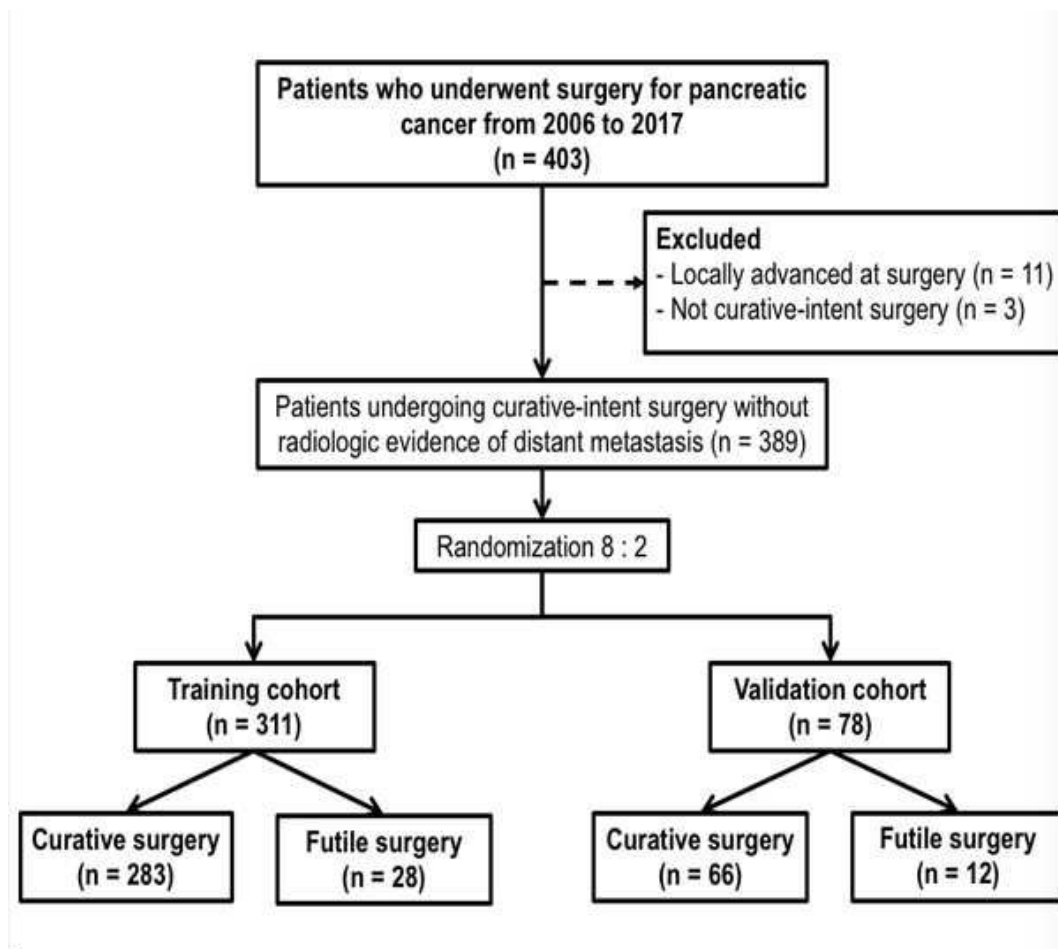 Patients who underwent surgery for pancreatic
cancer from 2006 to 2017
(n = 403)
Excluded
- Locally advanced at surgery (n = 11)
- Not curative-intent surgery (n = 3)
Patients undergoing curative-intent surgery without
radiologic evidence of distant metastasis (n = 389)
Randomization 8 : 2
Training cohort
(n = 311)
Validation cohort
(n = 78)
Curative surgery
(n = 283)
Futile surgery
(n = 28)
Curative surgery
(n = 66)
Futile surgery
(n = 12)